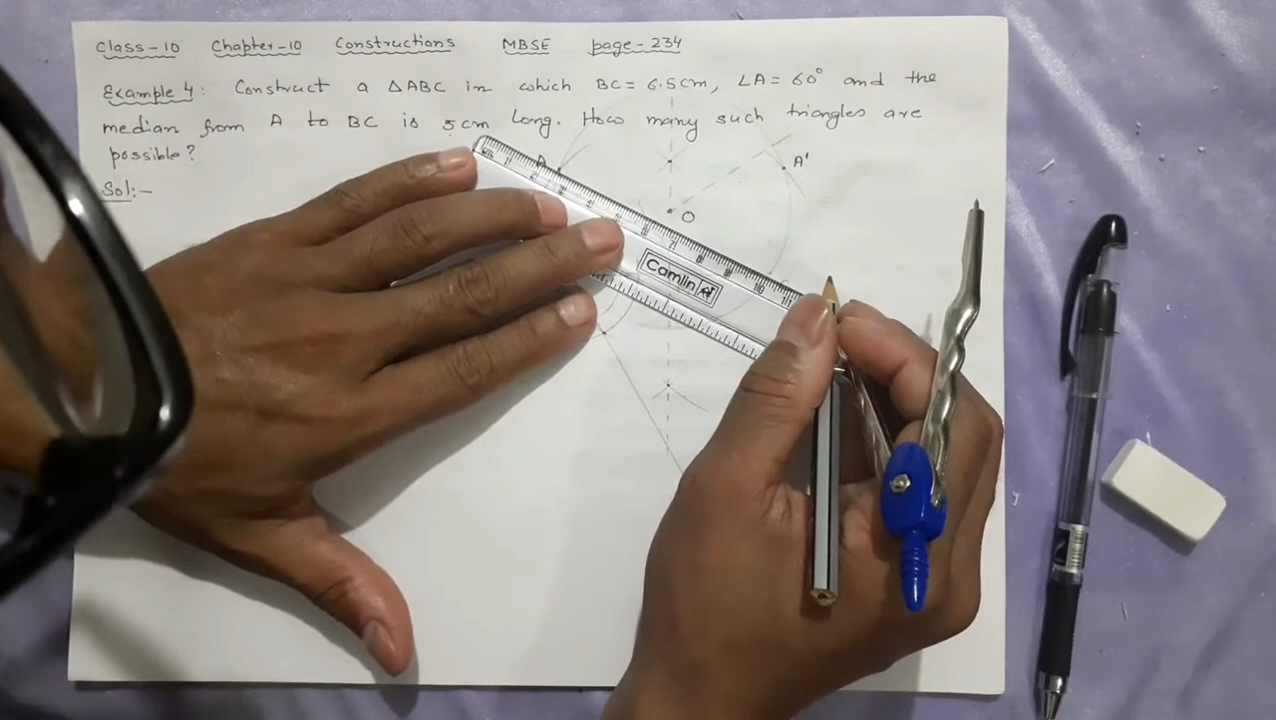 Class-10 Chapter-10 Constructions MBSE page-234
Example 4: Construct a △ABC in which BC = 6.5cm, ∠A = 60° and the
median from A to BC is 5cm long. How many such triangles are
possible?
Sol:-
A A'
O
Camlin